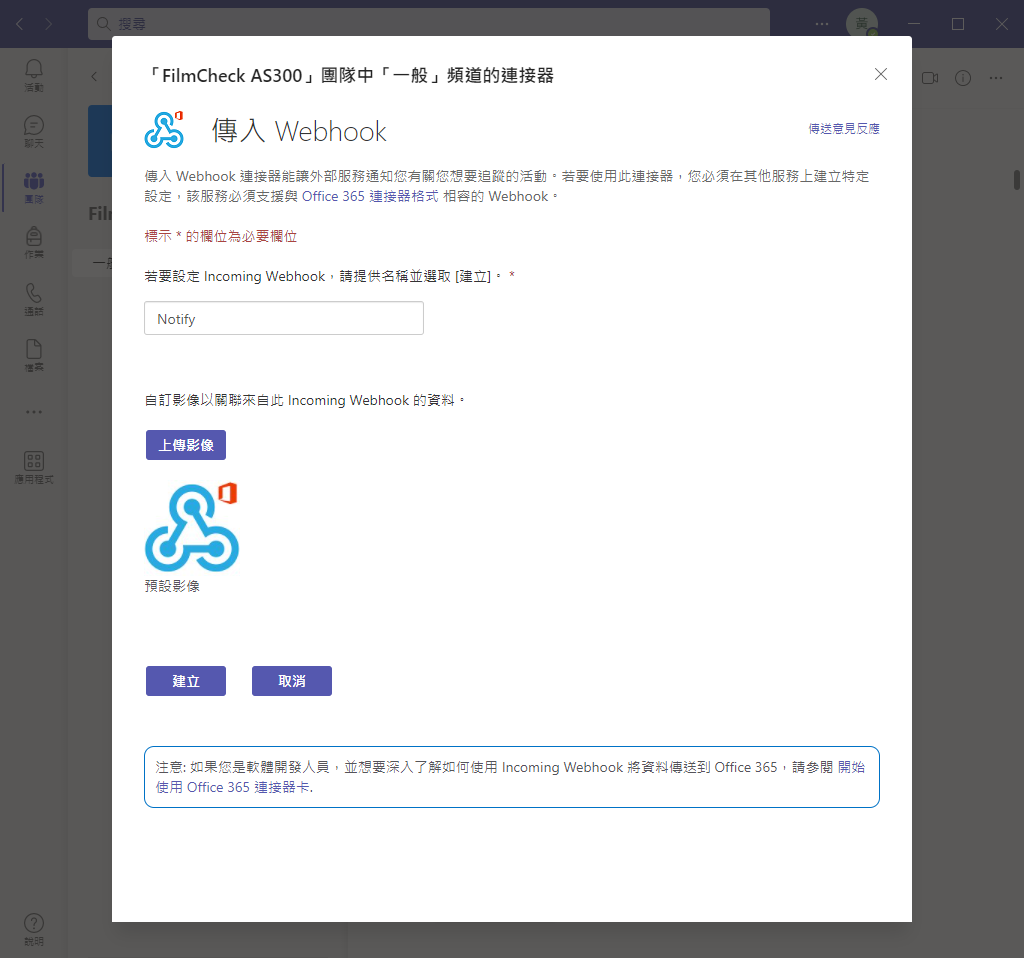 搜尋
黃
活動
聊天
團隊
作業
通話
檔案
應用程式
說明
Fil
一般
「FilmCheck AS300」團隊中「一般」頻道的連接器
傳入 Webhook
傳送意見反應
傳入 Webhook 連接器能讓外部服務通知您有關您想要追蹤的活動。若要使用此連接器，您必須在其他服務上建立特定
設定，該服務必須支援與 Office 365 連接器格式 相容的 Webhook。
標示 * 的欄位為必要欄位
若要設定 Incoming Webhook，請提供名稱並選取 [建立]。 *
Notify
自訂影像以關聯來自此 Incoming Webhook 的資料。
上傳影像
預設影像
建立
取消
注意: 如果您是軟體開發人員，並想要深入了解如何使用 Incoming Webhook 將資料傳送到 Office 365，請參閱 開始
使用 Office 365 連接器卡.